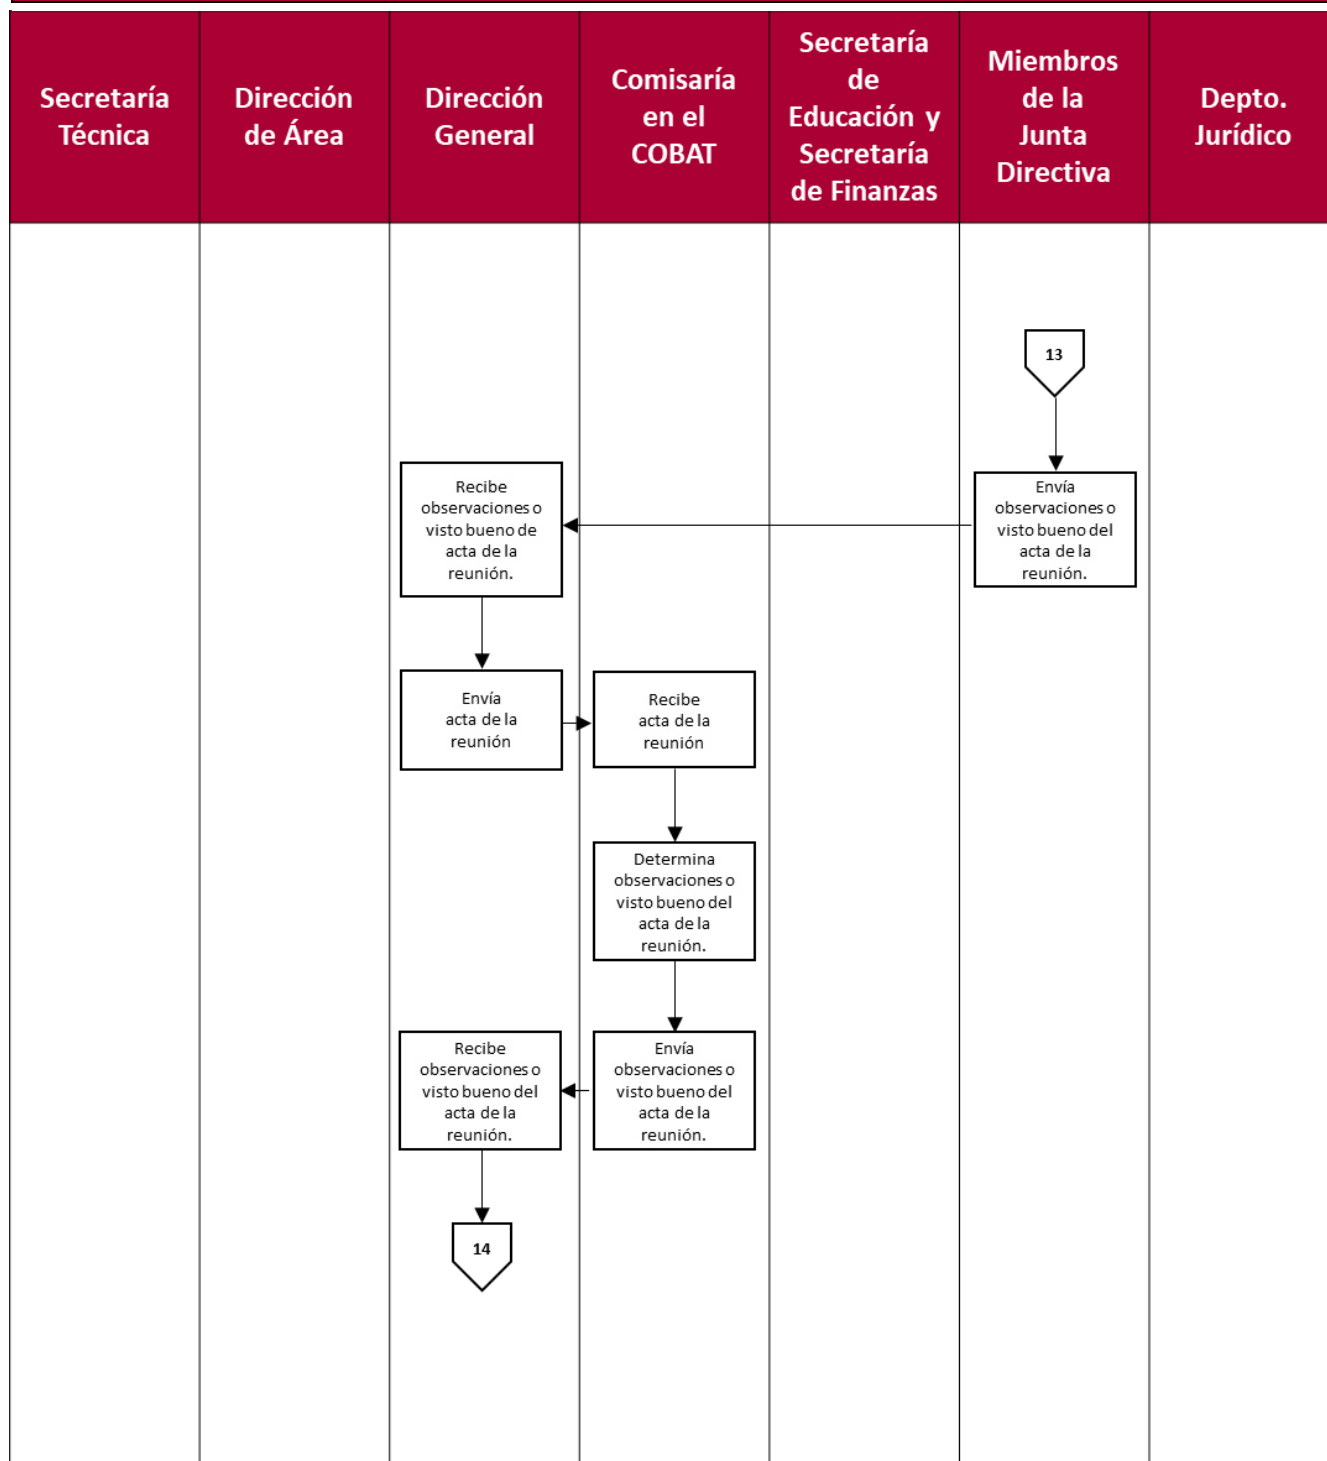 Secretaría
Técnica
Dirección
de Área
Dirección
General
Comisaría
en el
COBAT
Secretaría
de
Educación y
Secretaría
de Finanzas
Miembros
de la
Junta
Directiva
Depto.
Jurídico
13
Envía
observaciones o
visto bueno del
acta de la
reunión.
Recibe
observaciones o
visto bueno de
acta de la
reunión.
Envía
acta de la
reunión
Recibe
acta de la
reunión
Determina
observaciones o
visto bueno del
acta de la
reunión.
Envía
observaciones o
visto bueno del
acta de la
reunión.
Recibe
observaciones o
visto bueno del
acta de la
reunión.
14